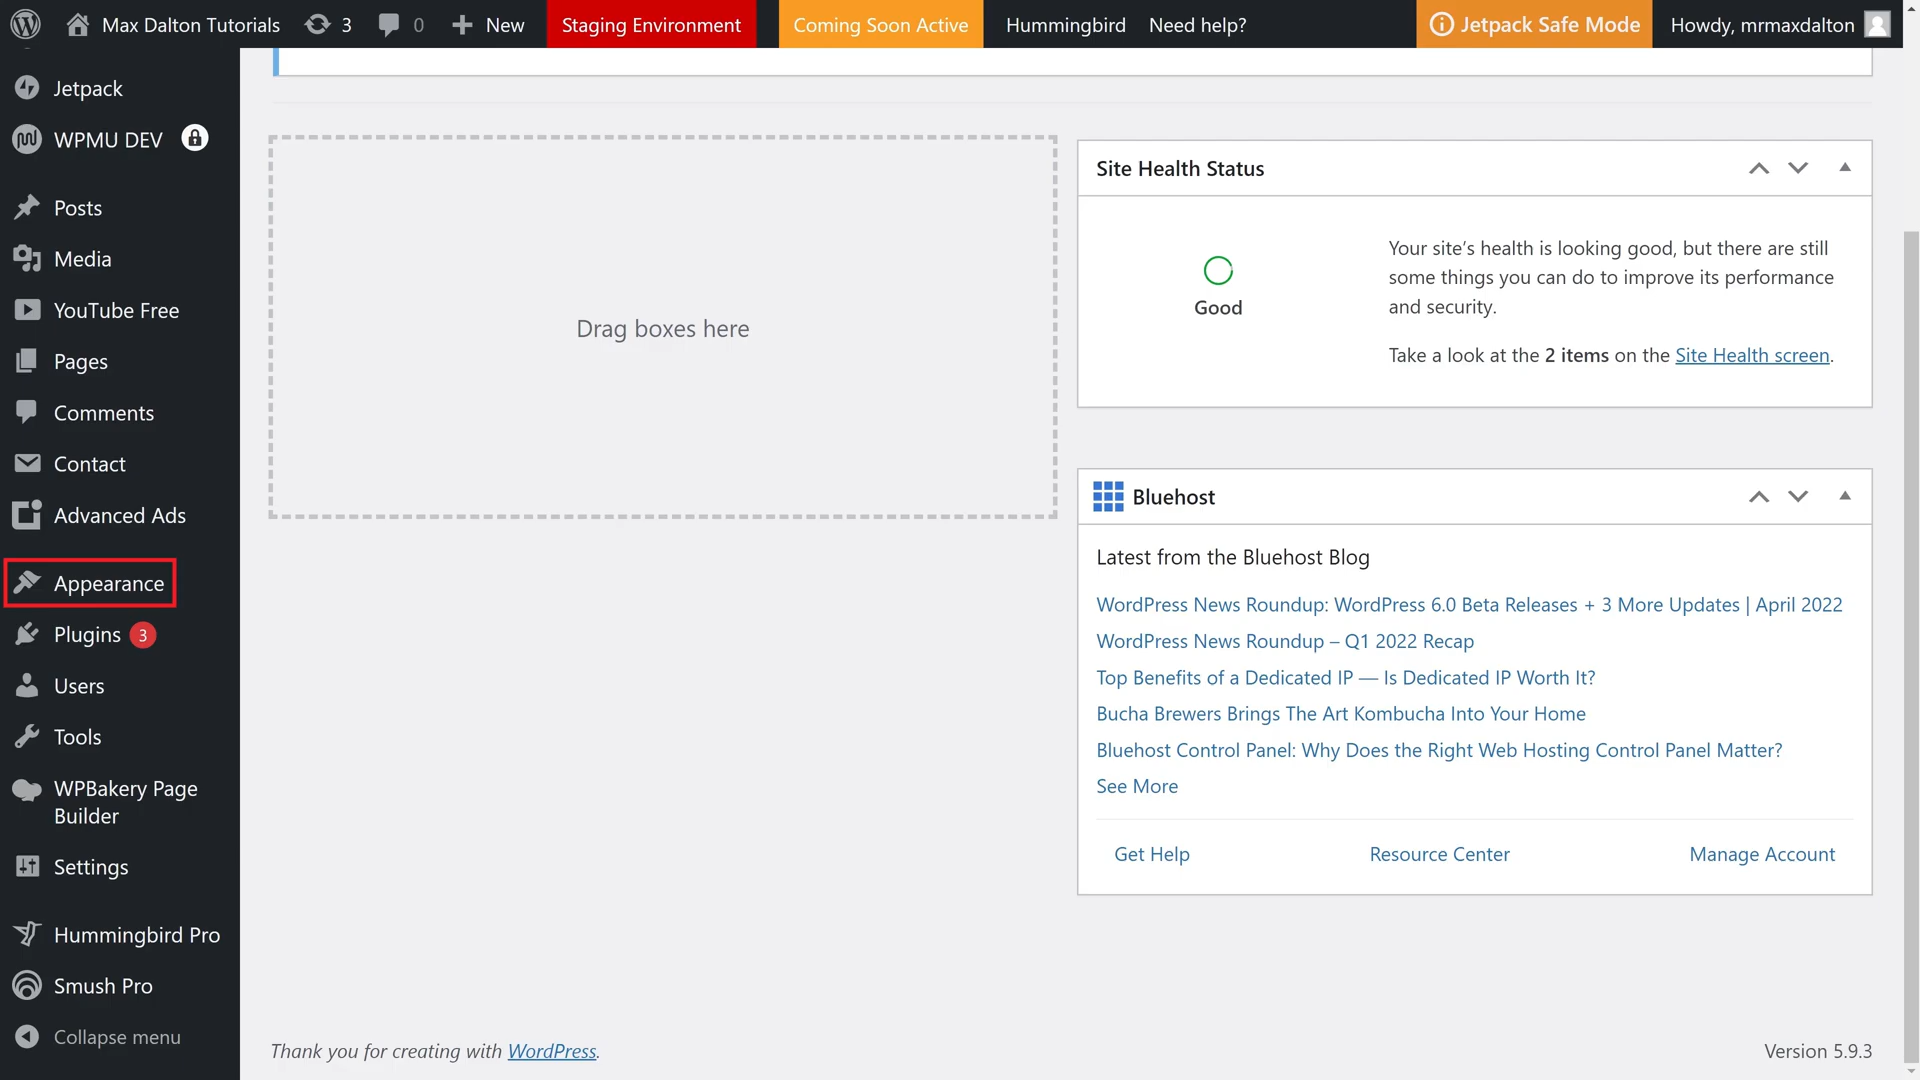 Max Dalton Tutorials 3 0 New Staging Environment Coming Soon Active Hummingbird Need help? Jetpack Safe Mode Howdy, mrmaxdalton
Jetpack
WPMU DEV
Posts
Media
YouTube Free
Pages
Comments
Contact
Advanced Ads
Appearance
Plugins 3
Users
Tools
WPBakery Page
Builder
Settings
Hummingbird Pro
Smush Pro
Collapse menu
Drag boxes here
Site Health Status
Good
Your site’s health is looking good, but there are still
some things you can do to improve its performance
and security.
Take a look at the 2 items on the Site Health screen.
Bluehost
Latest from the Bluehost Blog
WordPress News Roundup: WordPress 6.0 Beta Releases + 3 More Updates | April 2022
WordPress News Roundup – Q1 2022 Recap
Top Benefits of a Dedicated IP — Is Dedicated IP Worth It?
Bucha Brewers Brings The Art Kombucha Into Your Home
Bluehost Control Panel: Why Does the Right Web Hosting Control Panel Matter?
See More
Get Help Resource Center Manage Account
Thank you for creating with WordPress. Version 5.9.3